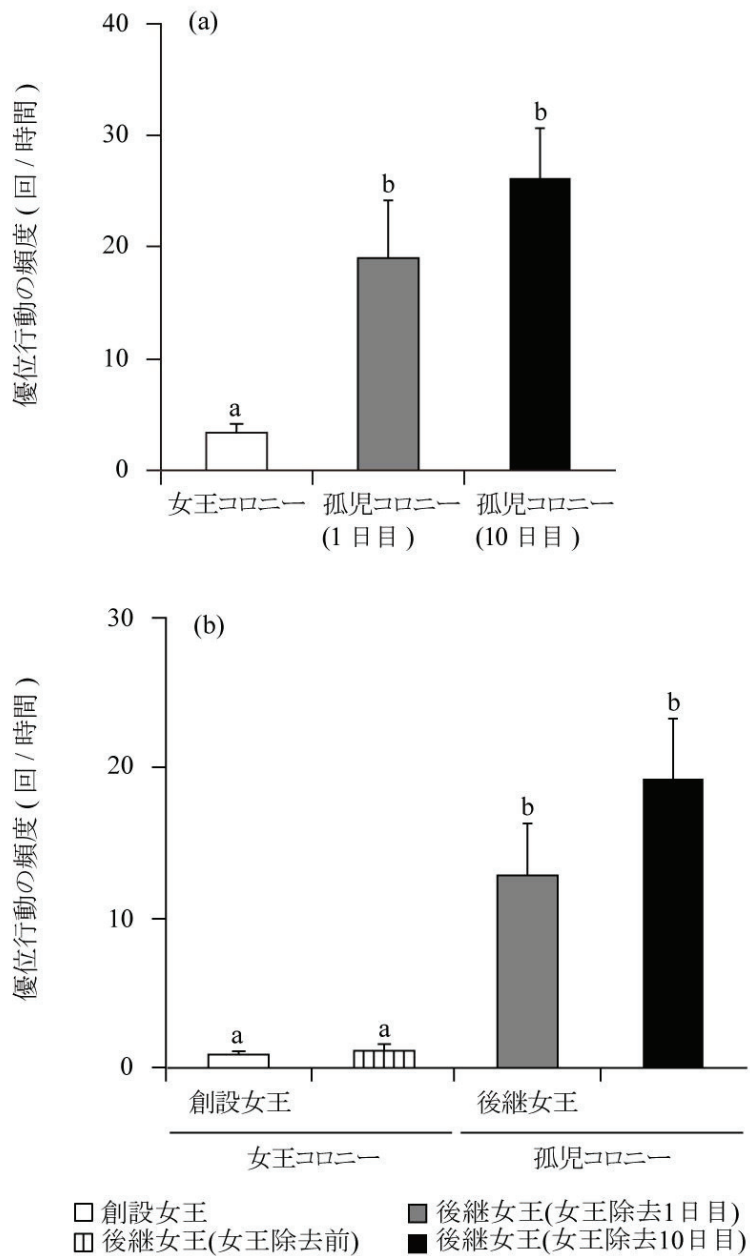 (a)
優位行動の頻度 ( 回 / 時間 )
40
30
20
10
0
a
b
b
女王コロニー 孤児コロニー 孤児コロニー
(1 日目 ) (10 日目 )
(b)
優位行動の頻度 ( 回 / 時間 )
30
20
10
0
a
a
b
b
創設女王 後継女王
女王コロニー 孤児コロニー
創設女王 後継女王(女王除去1日目)
後継女王(女王除去前) 後継女王(女王除去10日目)